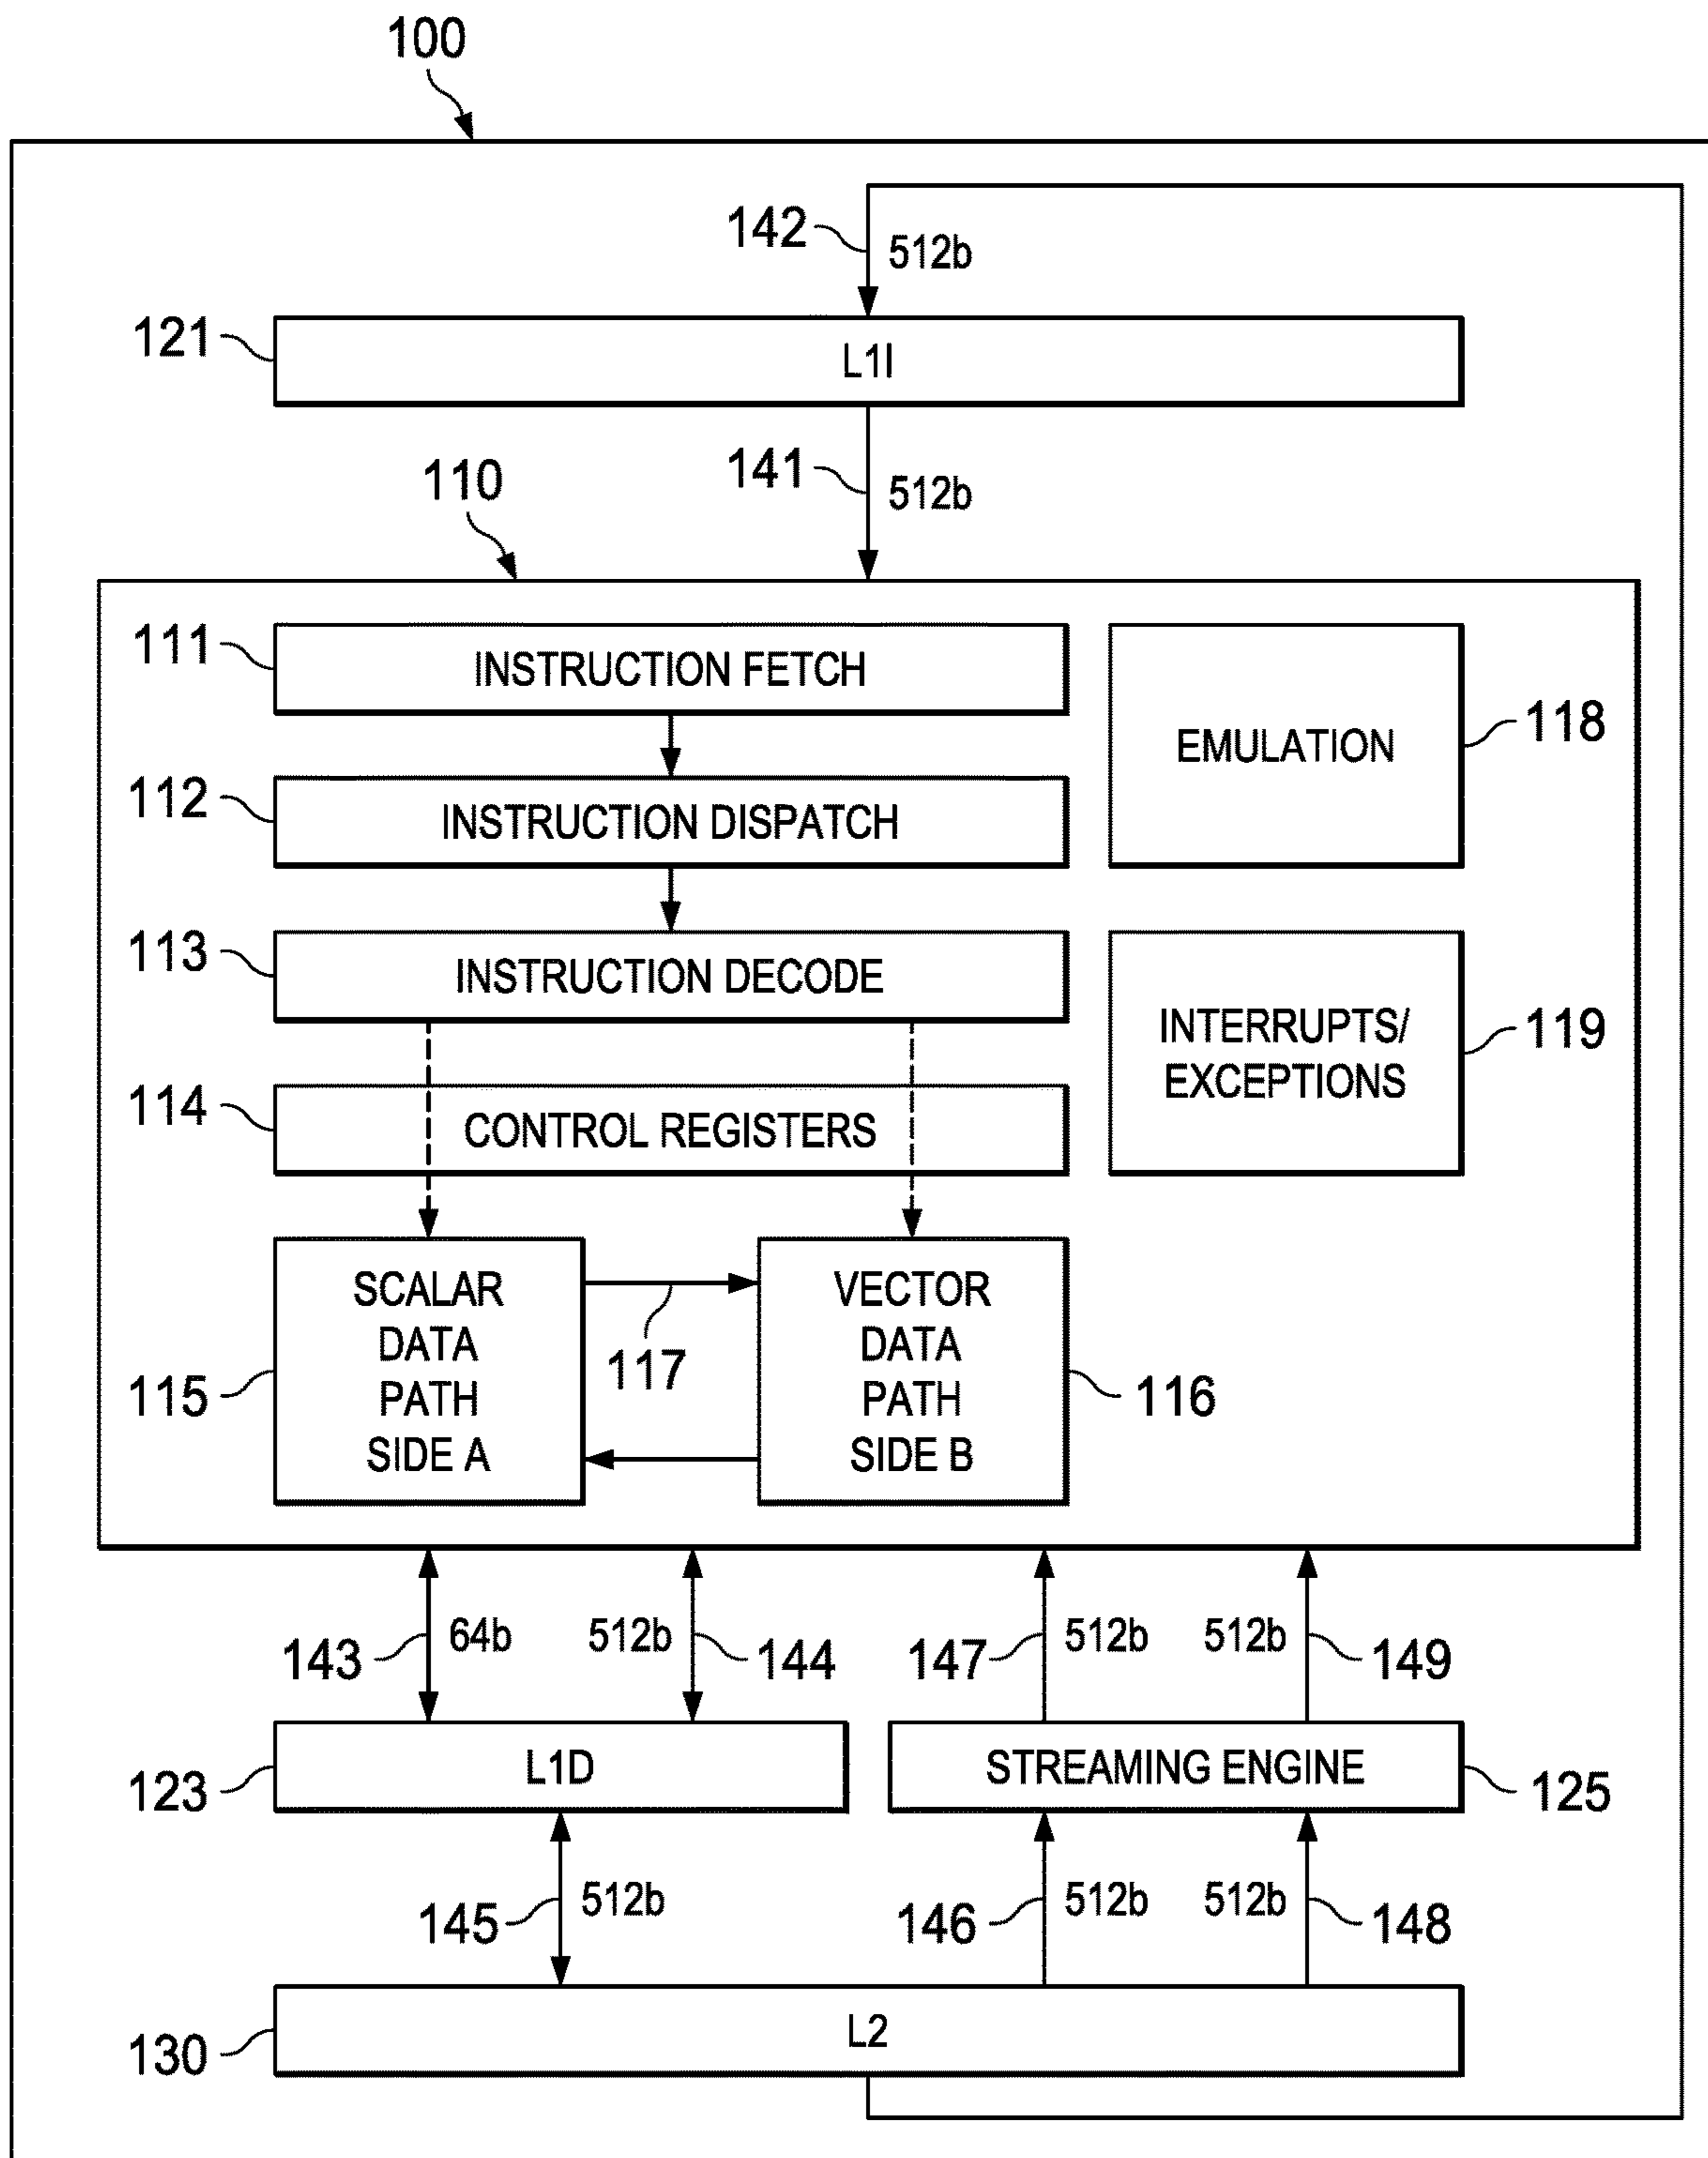 100
142
512b
121
L1I
141
512b
110
111
INSTRUCTION FETCH
EMULATION
118
112
INSTRUCTION DISPATCH
113
INSTRUCTION DECODE
INTERRUPTS/
EXCEPTIONS
119
114
CONTROL REGISTERS
SCALAR
DATA
PATH
SIDE A
115
117
VECTOR
DATA
PATH
SIDE B
116
143
64b
512b
144
147
512b
512b
149
123
L1D
STREAMING ENGINE
125
145
512b
146
512b
512b
148
130
L2